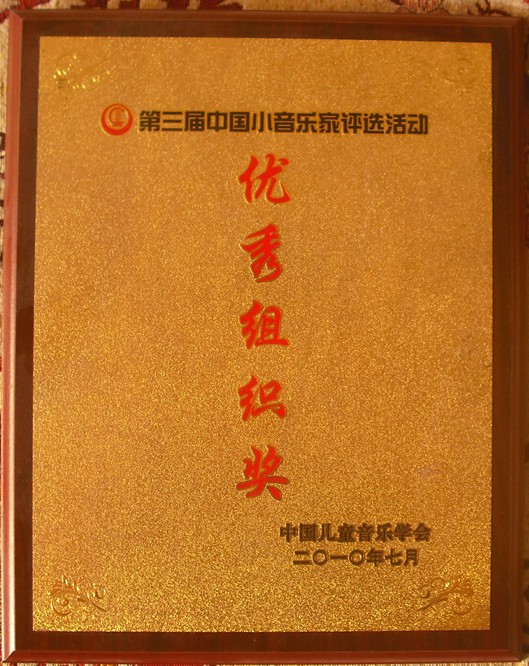 第三届中国小音乐家评选活动
优秀组织奖
中国儿童音乐学会
二〇一〇年七月